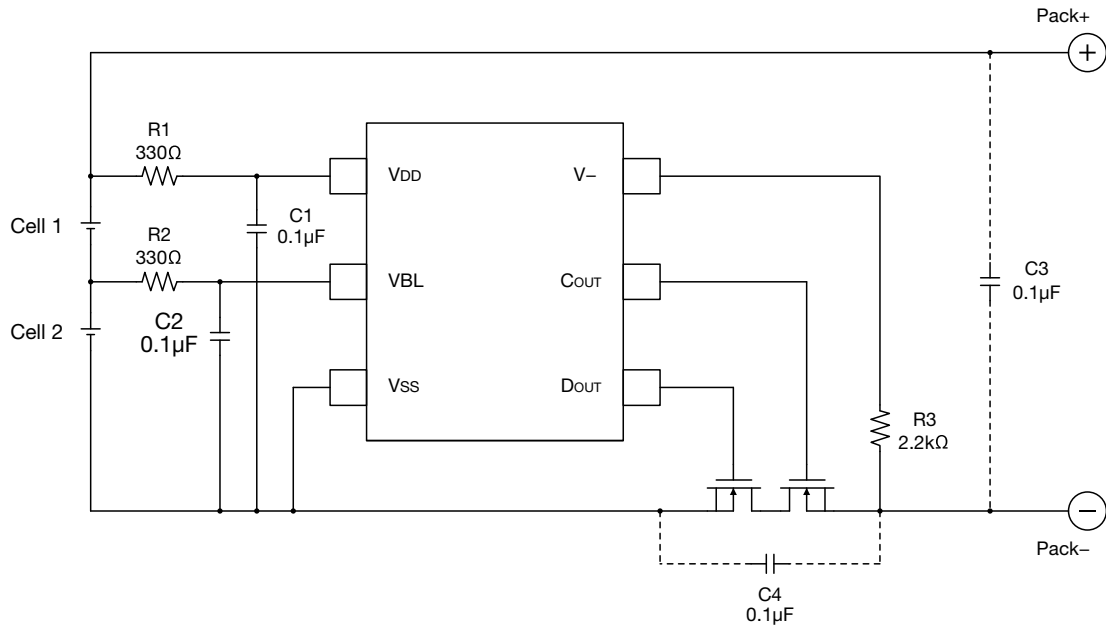 Pack+
R1
330Ω
VDD
V−
Cell 1
C1
0.1µF
R2
330Ω
VBL
COUT
C3
0.1µF
Cell 2
C2
0.1µF
VSS
DOUT
R3
2.2kΩ
Pack−
C4
0.1µF